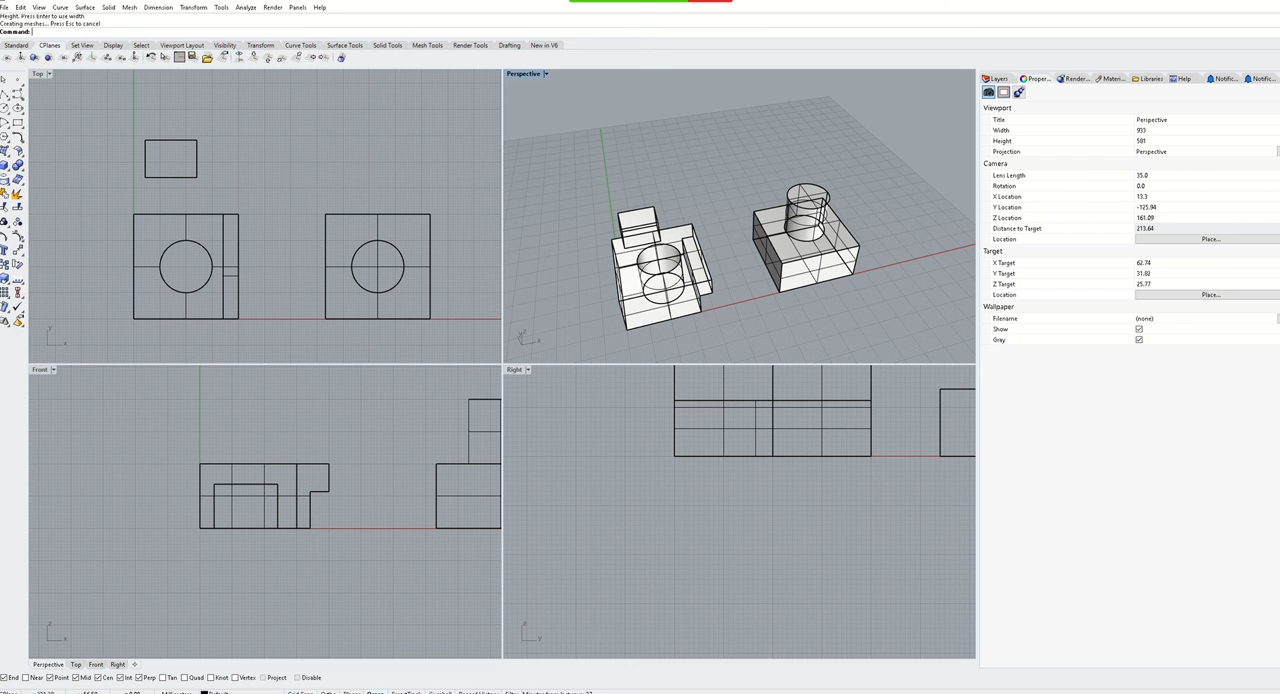 File Edit View Curve Surface Solid Mesh Dimension Transform Tools Analyze Render Panels Help
Height. Press Enter to use width
Creating meshes... Press Esc to cancel
Command:
Standard CPlanes Set View Display Select Viewport Layout Visibility Transform Curve Tools Surface Tools Solid Tools Mesh Tools Render Tools Drafting New in V6
Top
Perspective
Layers Proper... Render... Materi... Libraries Help Notific... Notific...
Viewport
Title Perspective
Width 933
Height 581
Projection Perspective
Camera
Lens Length 35.0
Rotation 0.0
X Location 13.3
Y Location -125.94
Z Location 161.09
Distance to Target 213.64
Location Place...
Target
X Target 62.74
Y Target 31.82
Z Target 25.77
Location Place...
Wallpaper
Filename (none)
Show
Gray
y x
z y x
Front
Right
z x
z y
Perspective Top Front Right
End Near Point Mid Cen Int Perp Tan Quad Knot Vertex Project Disable